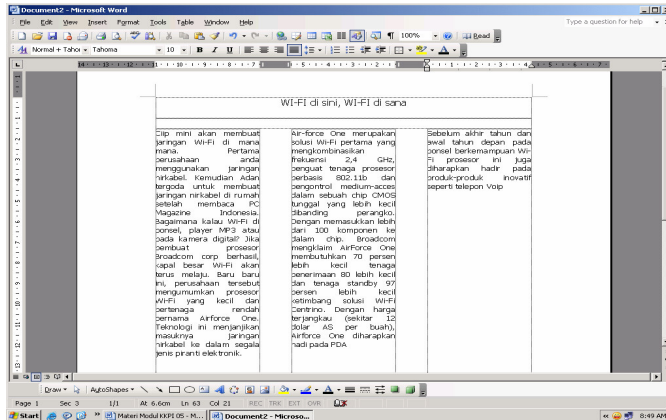 Document2 - Microsoft Word
File Edit View Insert Format Tools Table Window Help
Type a question for help
100%
Read
Normal + Tahor
Tahoma
10
B I U
WI-FI di sini, WI-FI di sana
Ciip mini akan membuat
jaringan Wi-Fi di mana
mana. Pertama
perusahaan anda
menggunakan jaringan
nirkabel. Kemudian Adan
tergoda untuk membuat
jaringan nirkabel di rumah
setelah membaca PC
Magazine Indonesia.
Bagaimana kalau Wi-Fi di
ponsel, player MP3 atau
pada kamera digital? Jika
pembuat prosesor
Broadcom corp berhasil,
kapal besar Wi-Fi akan
terus melaju. Baru baru
ini, perusahaan tersebut
mengumumkan prosesor
Wi-Fi yang kecil dan
pertenaga rendah
bernama Airforce One.
Teknologi ini menjanjikan
masuknya jaringan
nirkabel ke dalam segala
jenis piranti elektronik.
Air-force One merupakan
solusi Wi-Fi pertama yang
mengkombinasikan
frekuensi 2,4 GHz,
penguat tenaga prosesor
berbasis 802.11b dan
pengontrol medium-acces
dalam sebuah chip CMOS
tunggal yang lebih kecil
dibanding perangko.
Dengan memasukkan lebih
dari 100 komponen ke
dalam chip. Broadcom
mengklaim AirForce One
membutuhkan 70 persen
lebih kecil tenaga
penerimaan 80 lebih kecil
dan tenaga standby 97
persen lebih kecil
ketimbang solusi Wi-Fi
Centrino. Dengan harga
terjangkau (sekitar 12
dolar AS per buah),
Airforce One diharapkan
hadi pada PDA
Sebelum akhir tahun dan
awal tahun depan pada
ponsel berkemampuan Wi-
Fi prosesor ini juga
diharapkan hadir pada
produk-produk inovatif
seperti telepon Voip
Draw
AutoShapes
Page 1 Sec 3 1/1 At 6.6cm Ln 63 Col 21 REC TRK EXT OVR
Start
Materi Modul KKPI 05 - M...
Document2 - Microso...
8:49 AM